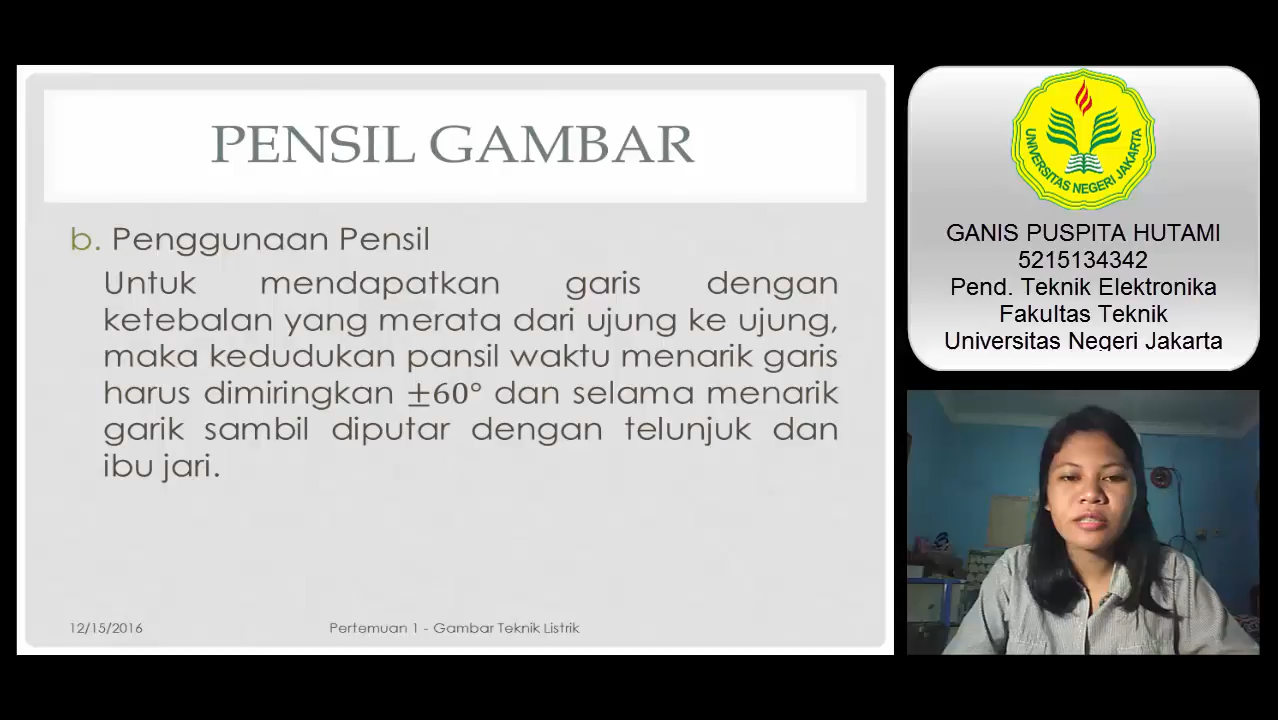 PENSIL GAMBAR
b. Penggunaan Pensil
Untuk mendapatkan garis dengan
ketebalan yang merata dari ujung ke ujung,
maka kedudukan pansil waktu menarik garis
harus dimiringkan ±60° dan selama menarik
garik sambil diputar dengan telunjuk dan
ibu jari.
12/15/2016
Pertemuan 1 - Gambar Teknik Listrik
UNIVERSITAS NEGERI JAKARTA
GANIS PUSPITA HUTAMI
5215134342
Pend. Teknik Elektronika
Fakultas Teknik
Universitas Negeri Jakarta